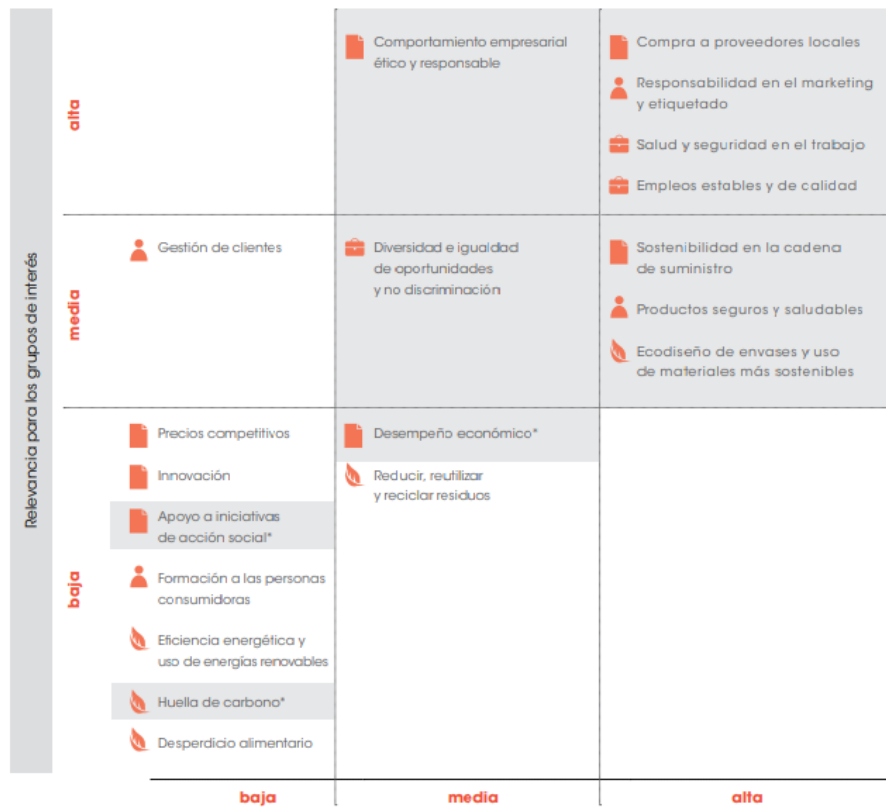 Relevancia para los grupos de interés
alta
Comportamiento empresarial
ético y responsable
Compra a proveedores locales
Responsabilidad en el marketing
y etiquetado
Salud y seguridad en el trabajo
Empleos estables y de calidad
media
Gestión de clientes
Diversidad e igualdad
de oportunidades
y no discriminación
Sostenibilidad en la cadena
de suministro
Productos seguros y saludables
Ecodiseño de envases y uso
de materiales más sostenibles
baja
Precios competitivos
Innovación
Apoyo a iniciativas
de acción social*
Formación a las personas
consumidoras
Eficiencia energética y
uso de energías renovables
Huella de carbono*
Desperdicio alimentario
Desempeño económico*
Reducir, reutilizar
y reciclar residuos
baja
media
alta